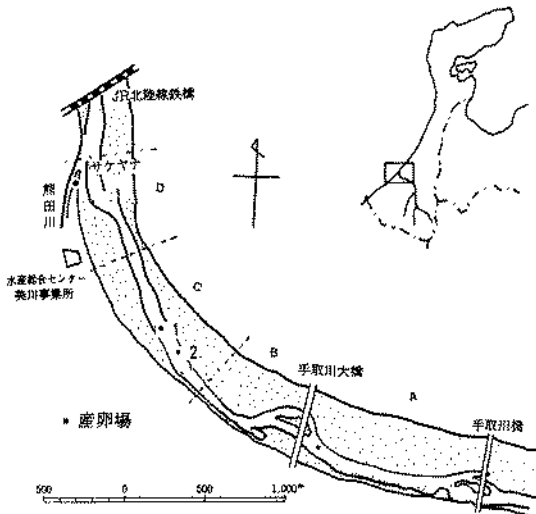 JR北陸線鉄橋
サケヤナ
熊田川
D
水産総合センター
美川事業所
C
1
2
B
手取川大橋
A
手取川橋
* 産卵場
500 0 500 1,000m